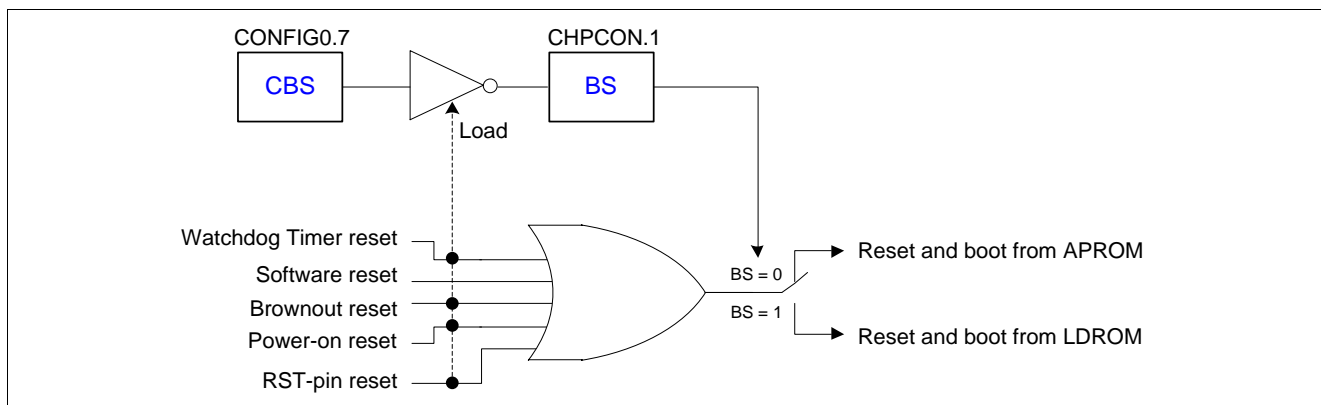 CONFIG0.7
CHPCON.1
CBS
BS
Load
Watchdog Timer reset
Software reset
Brownout reset
Power-on reset
RST-pin reset
BS = 0
BS = 1
Reset and boot from APROM
Reset and boot from LDROM